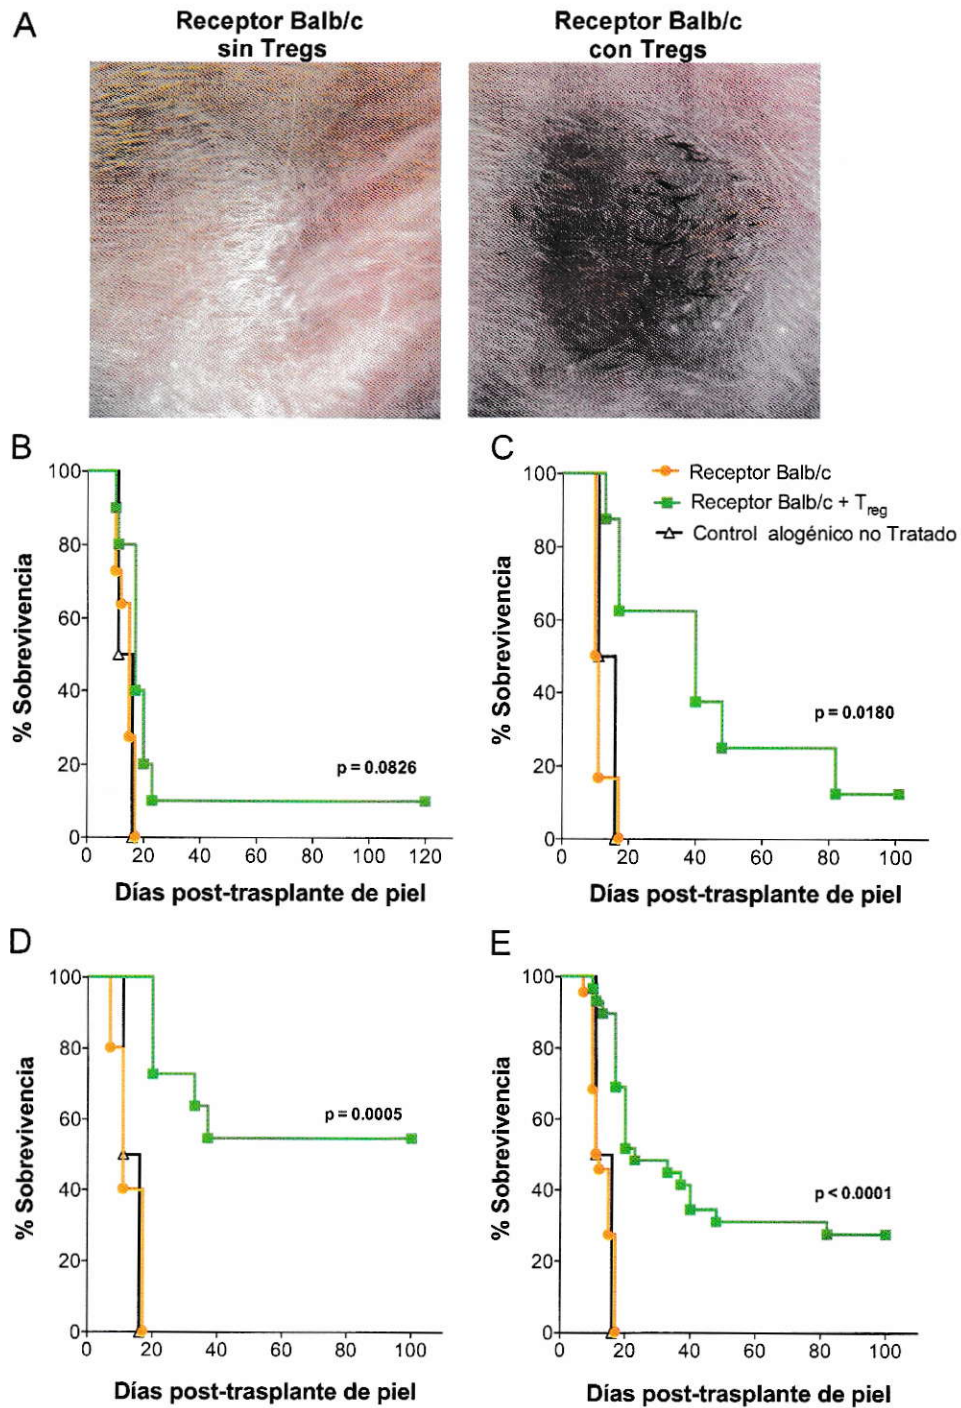 A
Receptor Balb/c
sin Tregs
Receptor Balb/c
con Tregs
B
100
80
60
40
20
0
% Sobrevivencia
p = 0.0826
0 20 40 60 80 100 120
Días post-trasplante de piel
C
100
80
60
40
20
0
% Sobrevivencia
Receptor Balb/c
Receptor Balb/c + Treg
Control alogénico no Tratado
p = 0.0180
0 20 40 60 80 100
Días post-trasplante de piel
D
100
80
60
40
20
0
% Sobrevivencia
p = 0.0005
0 20 40 60 80 100
Días post-trasplante de piel
E
100
80
60
40
20
0
% Sobrevivencia
p < 0.0001
0 20 40 60 80 100
Días post-trasplante de piel